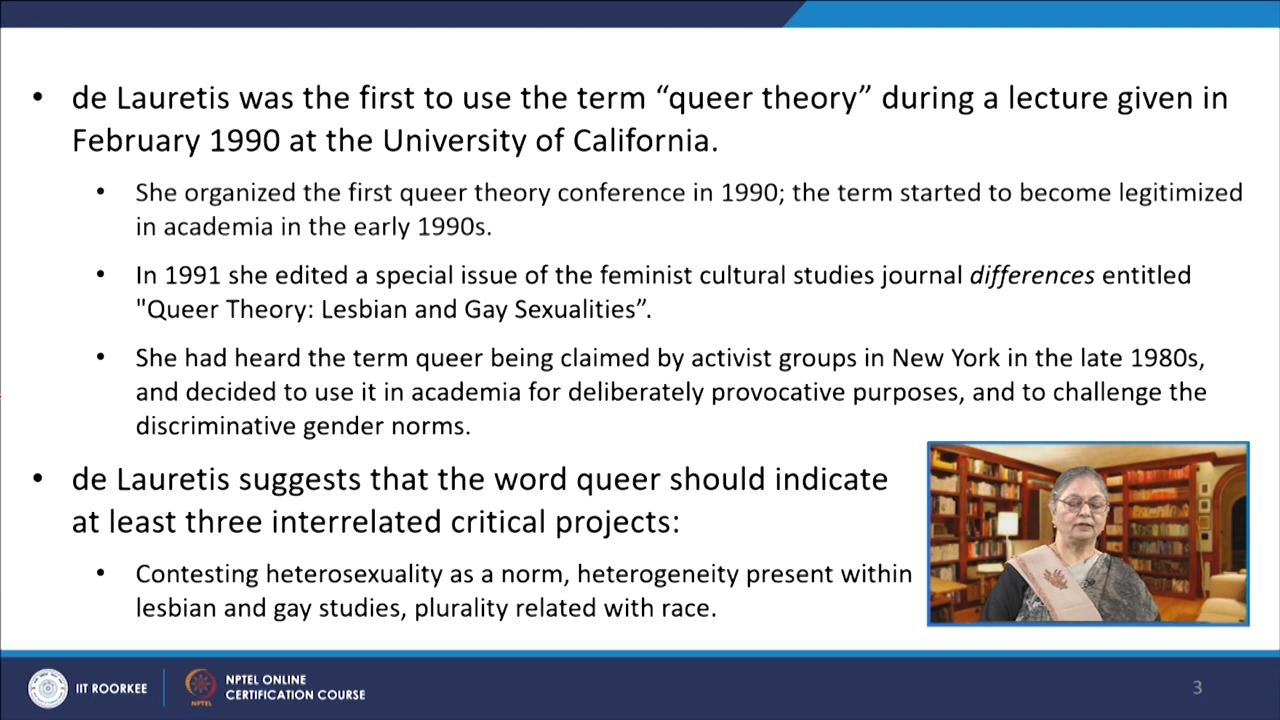 • de Lauretis was the first to use the term “queer theory” during a lecture given in
February 1990 at the University of California.
• She organized the first queer theory conference in 1990; the term started to become legitimized
in academia in the early 1990s.
• In 1991 she edited a special issue of the feminist cultural studies journal differences entitled
"Queer Theory: Lesbian and Gay Sexualities”.
• She had heard the term queer being claimed by activist groups in New York in the late 1980s,
and decided to use it in academia for deliberately provocative purposes, and to challenge the
discriminative gender norms.
• de Lauretis suggests that the word queer should indicate
at least three interrelated critical projects:
• Contesting heterosexuality as a norm, heterogeneity present within
lesbian and gay studies, plurality related with race.
IIT ROORKEE
NPTEL
NPTEL ONLINE
CERTIFICATION COURSE
3